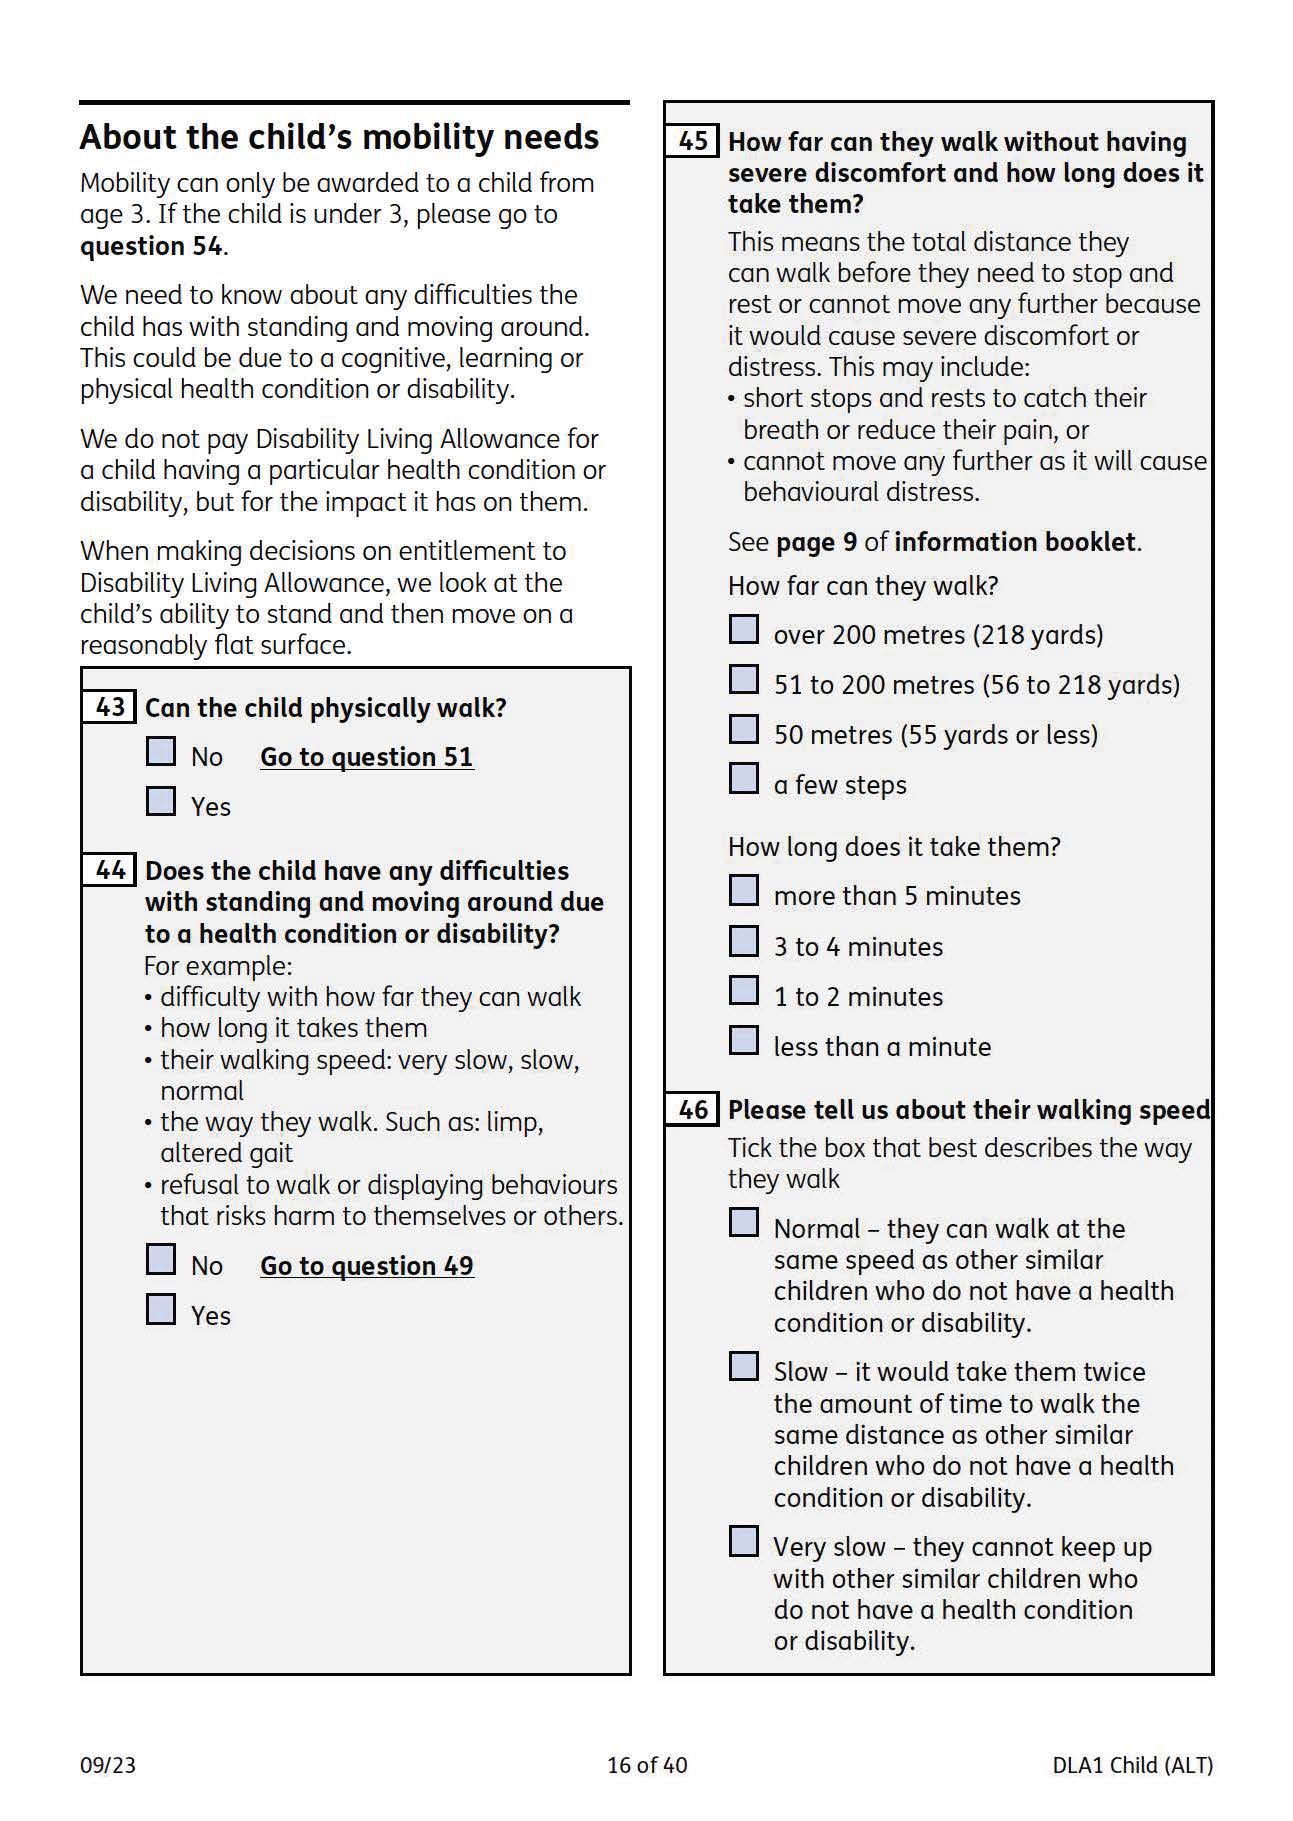 About the child’s mobility needs
Mobility can only be awarded to a child from
age 3. If the child is under 3, please go to
question 54.
We need to know about any difficulties the
child has with standing and moving around.
This could be due to a cognitive, learning or
physical health condition or disability.
We do not pay Disability Living Allowance for
a child having a particular health condition or
disability, but for the impact it has on them.
When making decisions on entitlement to
Disability Living Allowance, we look at the
child’s ability to stand and then move on a
reasonably flat surface.
43 Can the child physically walk?
No Go to question 51
Yes
44 Does the child have any difficulties
with standing and moving around due
to a health condition or disability?
For example:
• difficulty with how far they can walk
• how long it takes them
• their walking speed: very slow, slow,
normal
• the way they walk. Such as: limp,
altered gait
• refusal to walk or displaying behaviours
that risks harm to themselves or others.
No Go to question 49
Yes
45 How far can they walk without having
severe discomfort and how long does it
take them?
This means the total distance they
can walk before they need to stop and
rest or cannot move any further because
it would cause severe discomfort or
distress. This may include:
• short stops and rests to catch their
breath or reduce their pain, or
• cannot move any further as it will cause
behavioural distress.
See page 9 of information booklet.
How far can they walk?
over 200 metres (218 yards)
51 to 200 metres (56 to 218 yards)
50 metres (55 yards or less)
a few steps
How long does it take them?
more than 5 minutes
3 to 4 minutes
1 to 2 minutes
less than a minute
46 Please tell us about their walking speed
Tick the box that best describes the way
they walk
Normal – they can walk at the
same speed as other similar
children who do not have a health
condition or disability.
Slow – it would take them twice
the amount of time to walk the
same distance as other similar
children who do not have a health
condition or disability.
Very slow – they cannot keep up
with other similar children who
do not have a health condition
or disability.
09/23
16 of 40
DLA1 Child (ALT)